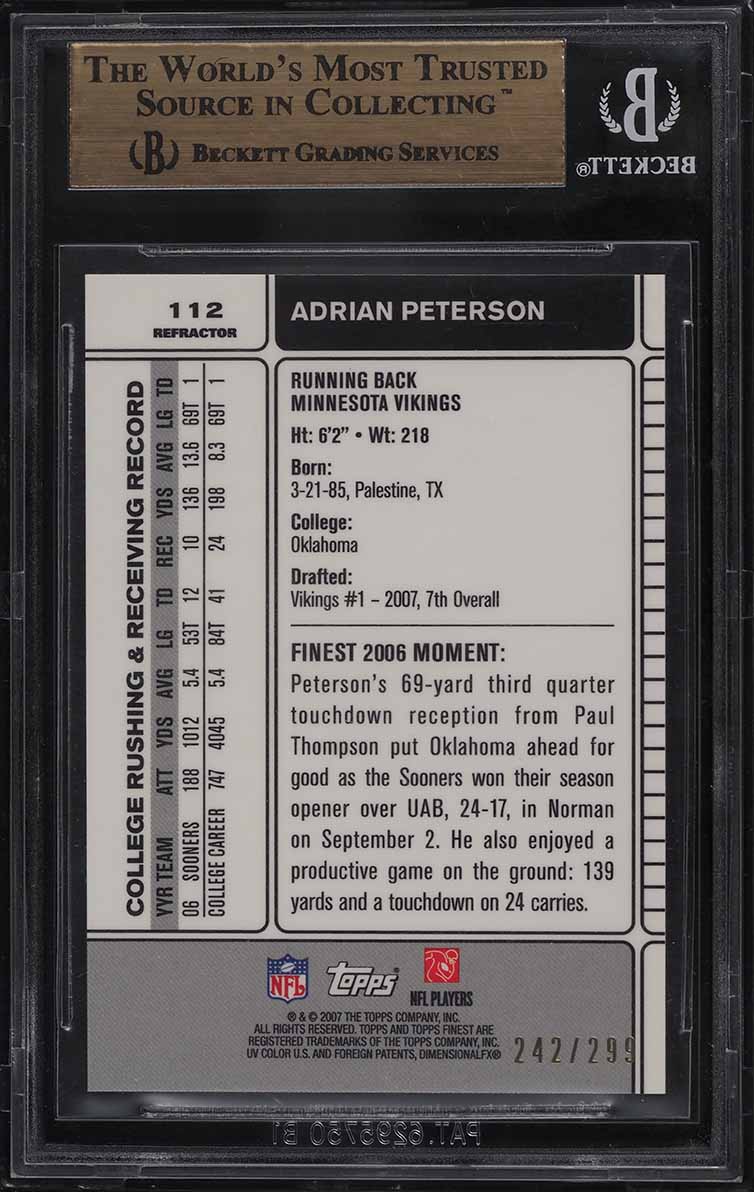 THE WORLD'S MOST TRUSTED
SOURCE IN COLLECTING™
B BECKETT GRADING SERVICES
B
BECKETT®
112
REFRACTOR
ADRIAN PETERSON
COLLEGE RUSHING & RECEIVING RECORD
YYR TEAM ATT YDS AVG LG TD REC YDS AVG LG TD
06 SOONERS 188 1012 5.4 53T 12 10 136 13.6 69T 1
COLLEGE CAREER 747 4045 5.4 84T 41 24 198 8.3 69T 1
RUNNING BACK
MINNESOTA VIKINGS
Ht: 6'2" • Wt: 218
Born:
3-21-85, Palestine, TX
College:
Oklahoma
Drafted:
Vikings #1 – 2007, 7th Overall
FINEST 2006 MOMENT:
Peterson's 69-yard third quarter
touchdown reception from Paul
Thompson put Oklahoma ahead for
good as the Sooners won their season
opener over UAB, 24-17, in Norman
on September 2. He also enjoyed a
productive game on the ground: 139
yards and a touchdown on 24 carries.
NFL
TOPPS®
NFL PLAYERS
® & © 2007 THE TOPPS COMPANY, INC.
ALL RIGHTS RESERVED. TOPPS AND TOPPS FINEST ARE
REGISTERED TRADEMARKS OF THE TOPPS COMPANY, INC.
UV COLOR U.S. AND FOREIGN PATENTS, DIMENSIONALFX®
242/299
PAT. 6295750 B1